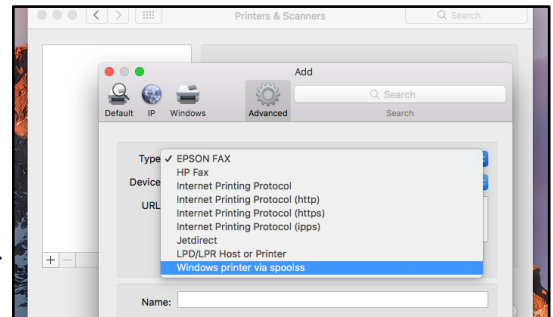 Printers & Scanners
Search
Add
Default IP Windows Advanced
Search
Search
Type ✓ EPSON FAX
HP Fax
Device
Internet Printing Protocol
URL
Internet Printing Protocol (http)
Internet Printing Protocol (https)
Internet Printing Protocol (ipps)
Jetdirect
LPD/LPR Host or Printer
Windows printer via spoolss
Name: